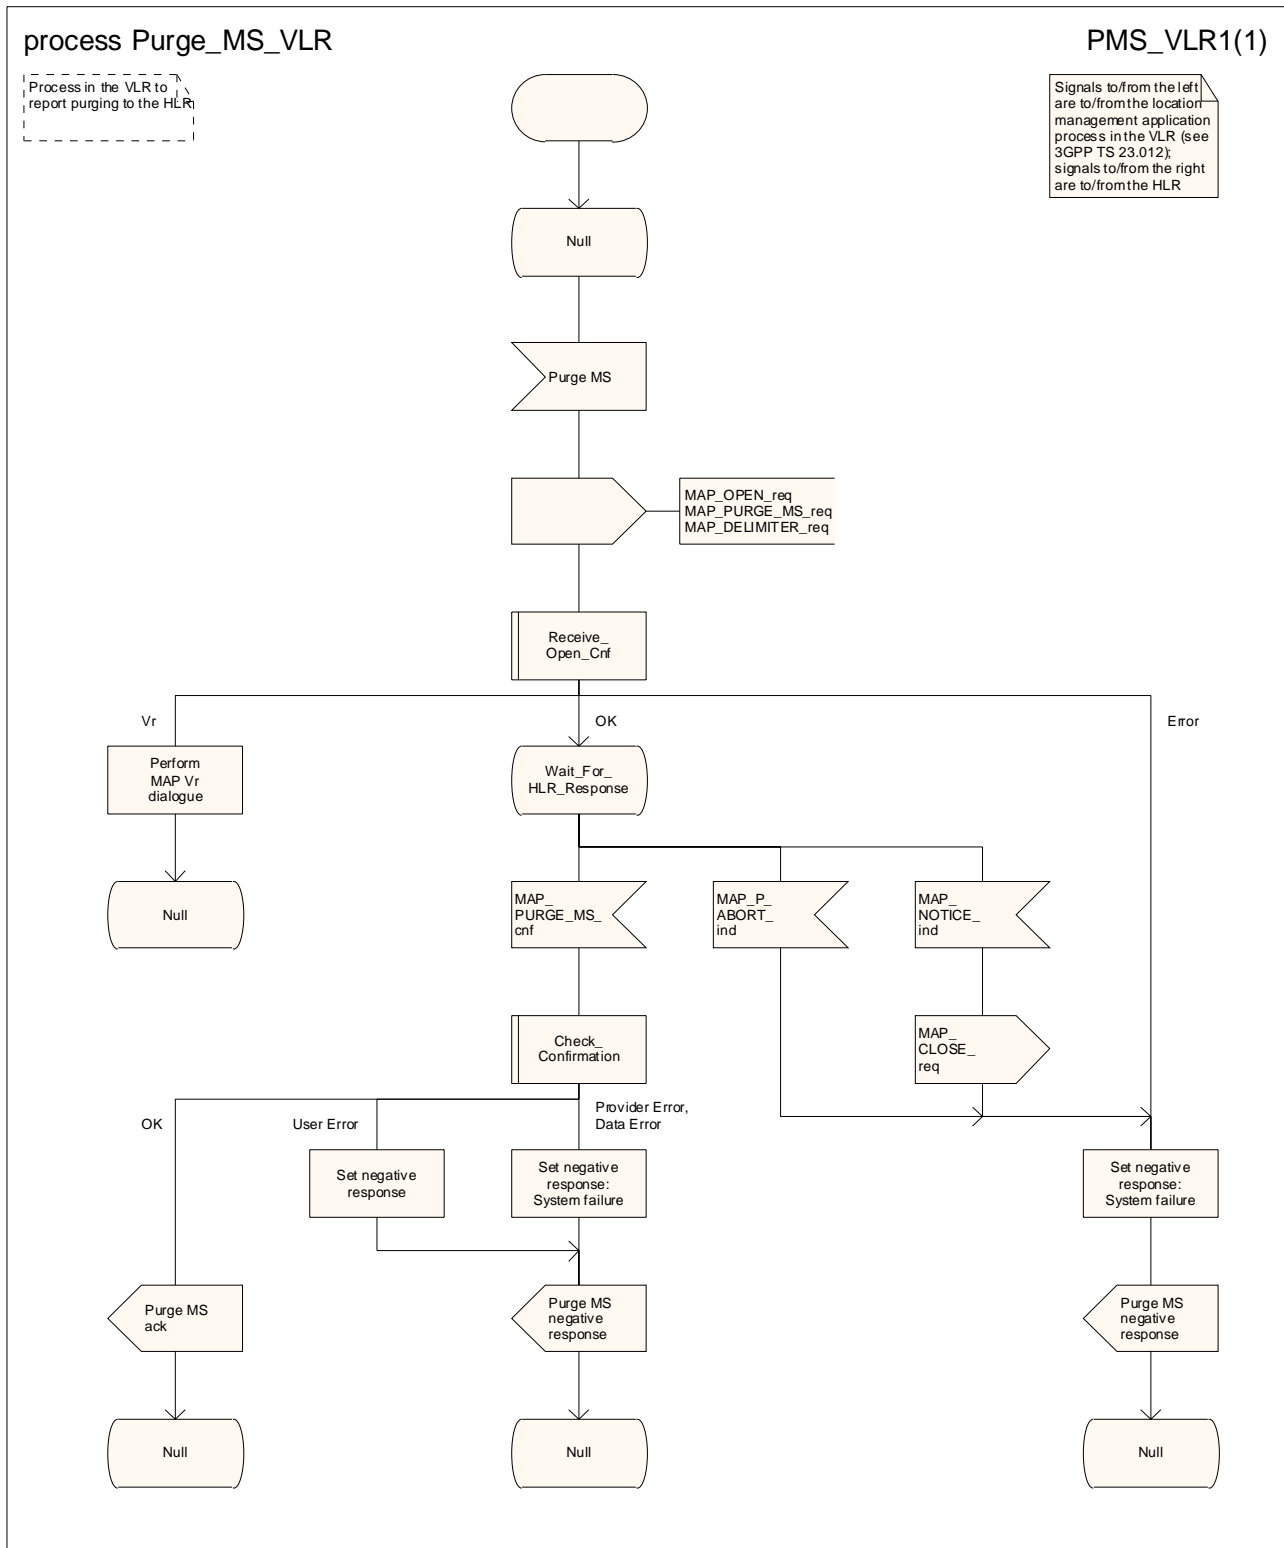 process Purge_MS_VLR
PMS_VLR1(1)
Process in the VLR to
report purging to the HLR
Signals to/from the left
are to/from the location
management application
process in the VLR (see
3GPP TS 23.012);
signals to/from the right
are to/from the HLR
Null
Purge MS
MAP_OPEN_req
MAP_PURGE_MS_req
MAP_DELIMITER_req
Receive_
Open_Cnf
Vr
OK
Error
Perform
MAP Vr
dialogue
Wait_For_
HLR_Response
Null
MAP_
PURGE_MS_
cnf
MAP_P_
ABORT_
ind
MAP_
NOTICE_
ind
Check_
Confirmation
MAP_
CLOSE_
req
OK
User Error
Provider Error,
Data Error
Set negative
response
Set negative
response:
System failure
Set negative
response:
System failure
Purge MS
ack
Purge MS
negative
response
Purge MS
negative
response
Null
Null
Null